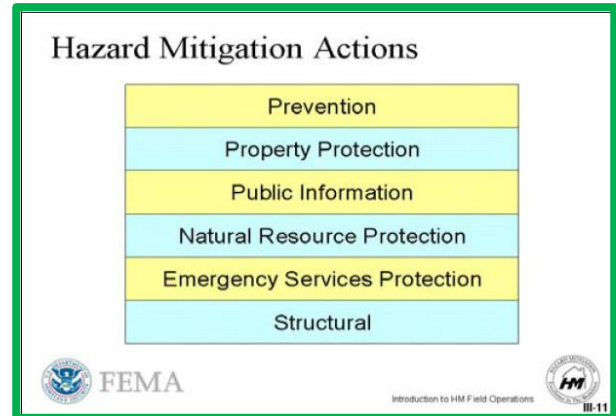 Hazard Mitigation Actions
Prevention
Property Protection
Public Information
Natural Resource Protection
Emergency Services Protection
Structural
FEMA
Introduction to HM Field Operations
HM
III-11